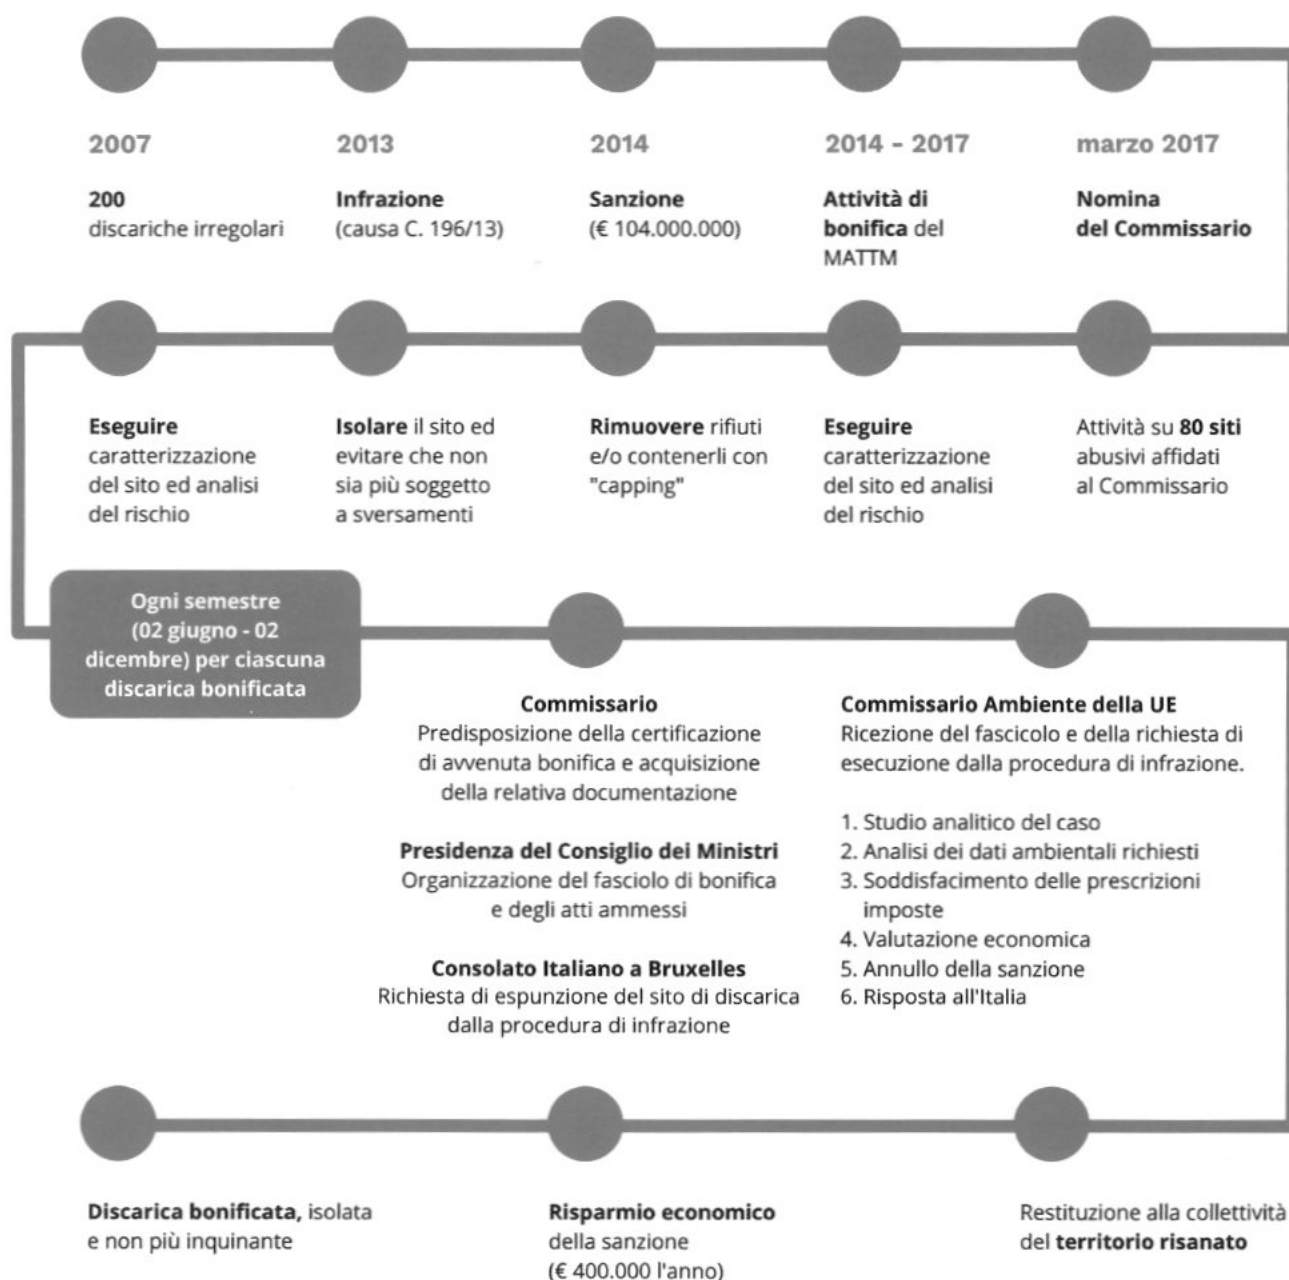 2007
200
discariche irregolari
2013
Infrazione
(causa C. 196/13)
2014
Sanzione
(€ 104.000.000)
2014 - 2017
Attività di
bonifica del
MATTM
marzo 2017
Nomina
del Commissario
Eseguire
caratterizzazione
del sito ed analisi
del rischio
Isolare il sito ed
evitare che non
sia più soggetto
a sversamenti
Rimuovere rifiuti
e/o contenerli con
"capping"
Eseguire
caratterizzazione
del sito ed analisi
del rischio
Attività su 80 siti
abusivi affidati
al Commissario
Ogni semestre
(02 giugno - 02
dicembre) per ciascuna
discarica bonificata
Commissario
Predisposizione della certificazione
di avvenuta bonifica e acquisizione
della relativa documentazione
Presidenza del Consiglio dei Ministri
Organizzazione del fasciolo di bonifica
e degli atti ammessi
Consolato Italiano a Bruxelles
Richiesta di espunzione del sito di discarica
dalla procedura di infrazione
Commissario Ambiente della UE
Ricezione del fascicolo e della richiesta di
esecuzione dalla procedura di infrazione.
1. Studio analitico del caso
2. Analisi dei dati ambientali richiesti
3. Soddisfacimento delle prescrizioni
imposte
4. Valutazione economica
5. Annullo della sanzione
6. Risposta all'Italia
Discarica bonificata, isolata
e non più inquinante
Risparmio economico
della sanzione
(€ 400.000 l'anno)
Restituzione alla collettività
del territorio risanato